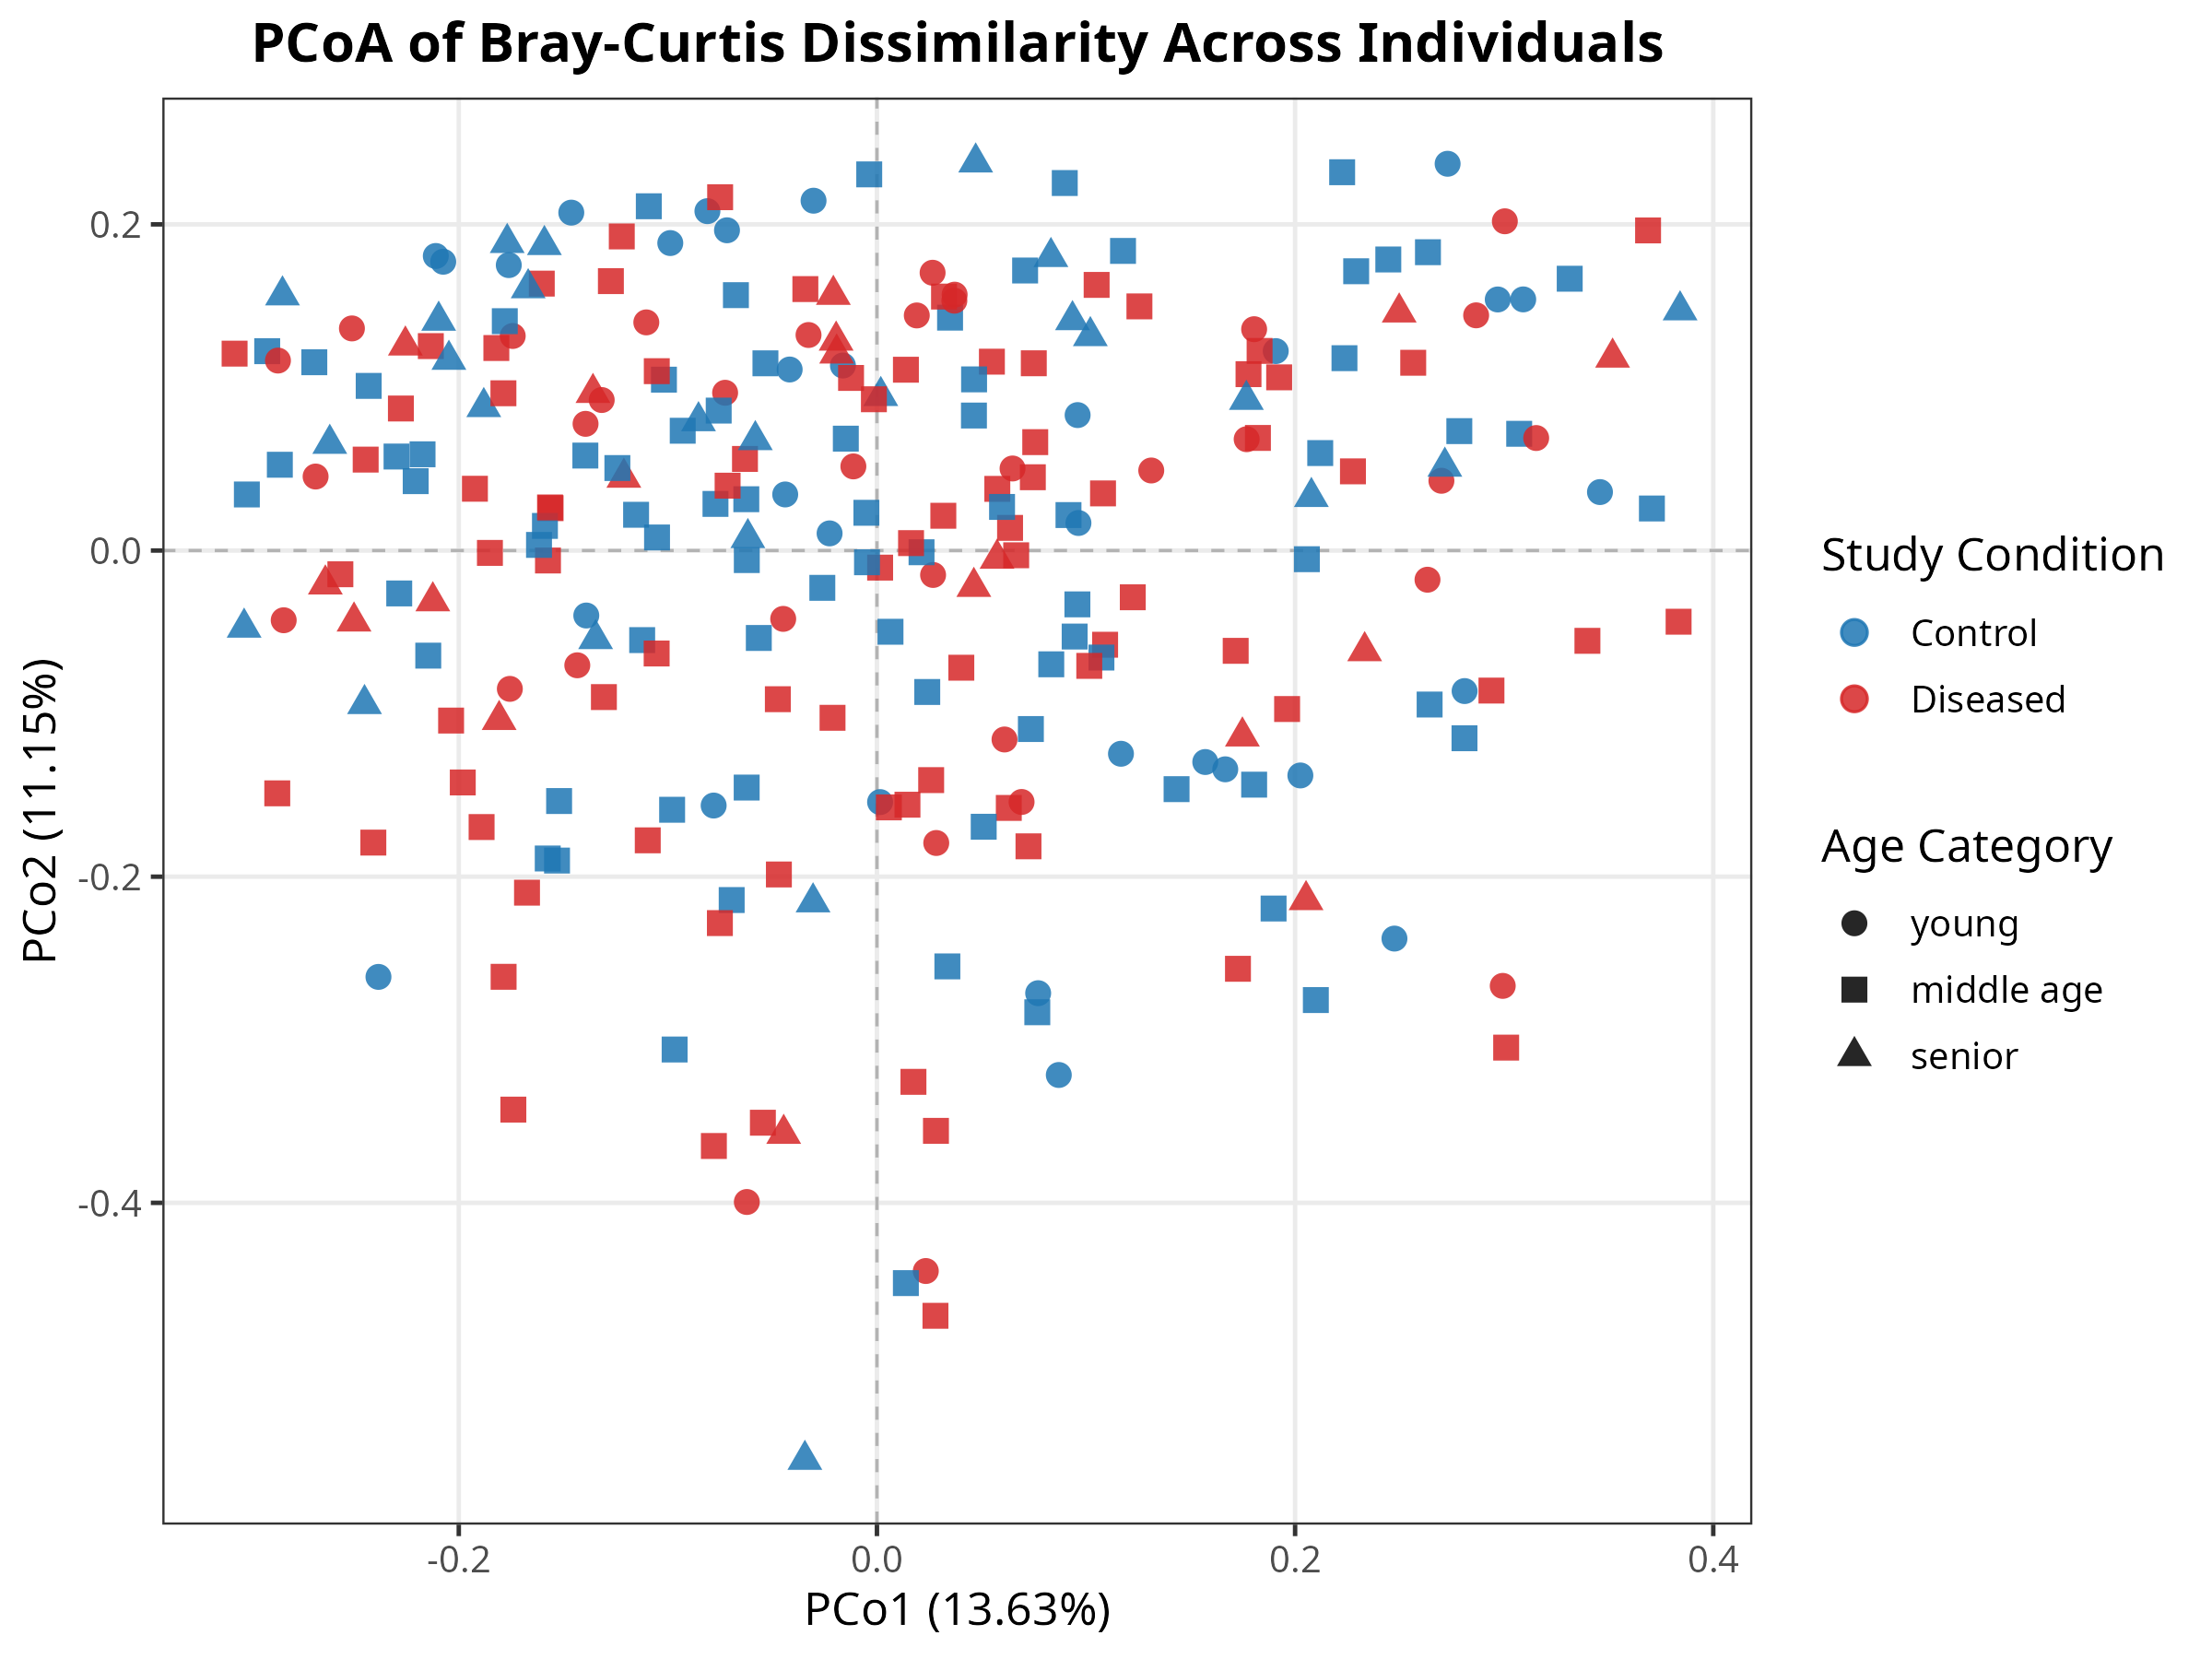 PCoA of Bray-Curtis Dissimilarity Across Individuals
0.2
0.0
-0.2
-0.4
PCo2 (11.15%)
-0.2
0.0
0.2
0.4
PCo1 (13.63%)
Study Condition
Control
Diseased
Age Category
young
middle age
senior